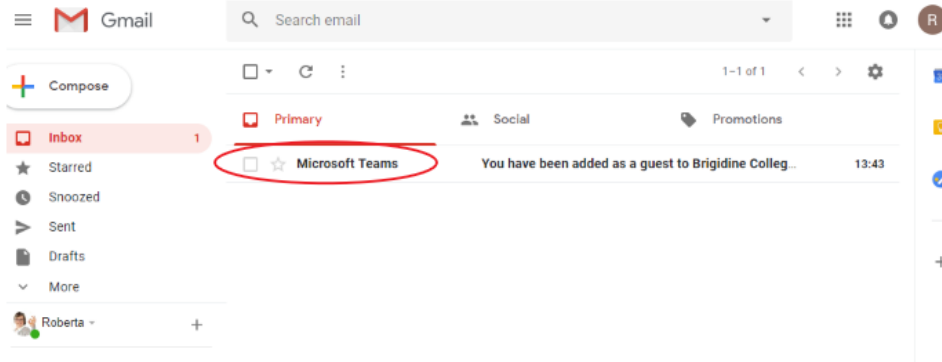 Gmail
Search email
R
Compose
1–1 of 1
Primary
Social
Promotions
Inbox 1
Microsoft Teams You have been added as a guest to Brigidine Colleg... 13:43
Starred
Snoozed
Sent
Drafts
More
Roberta